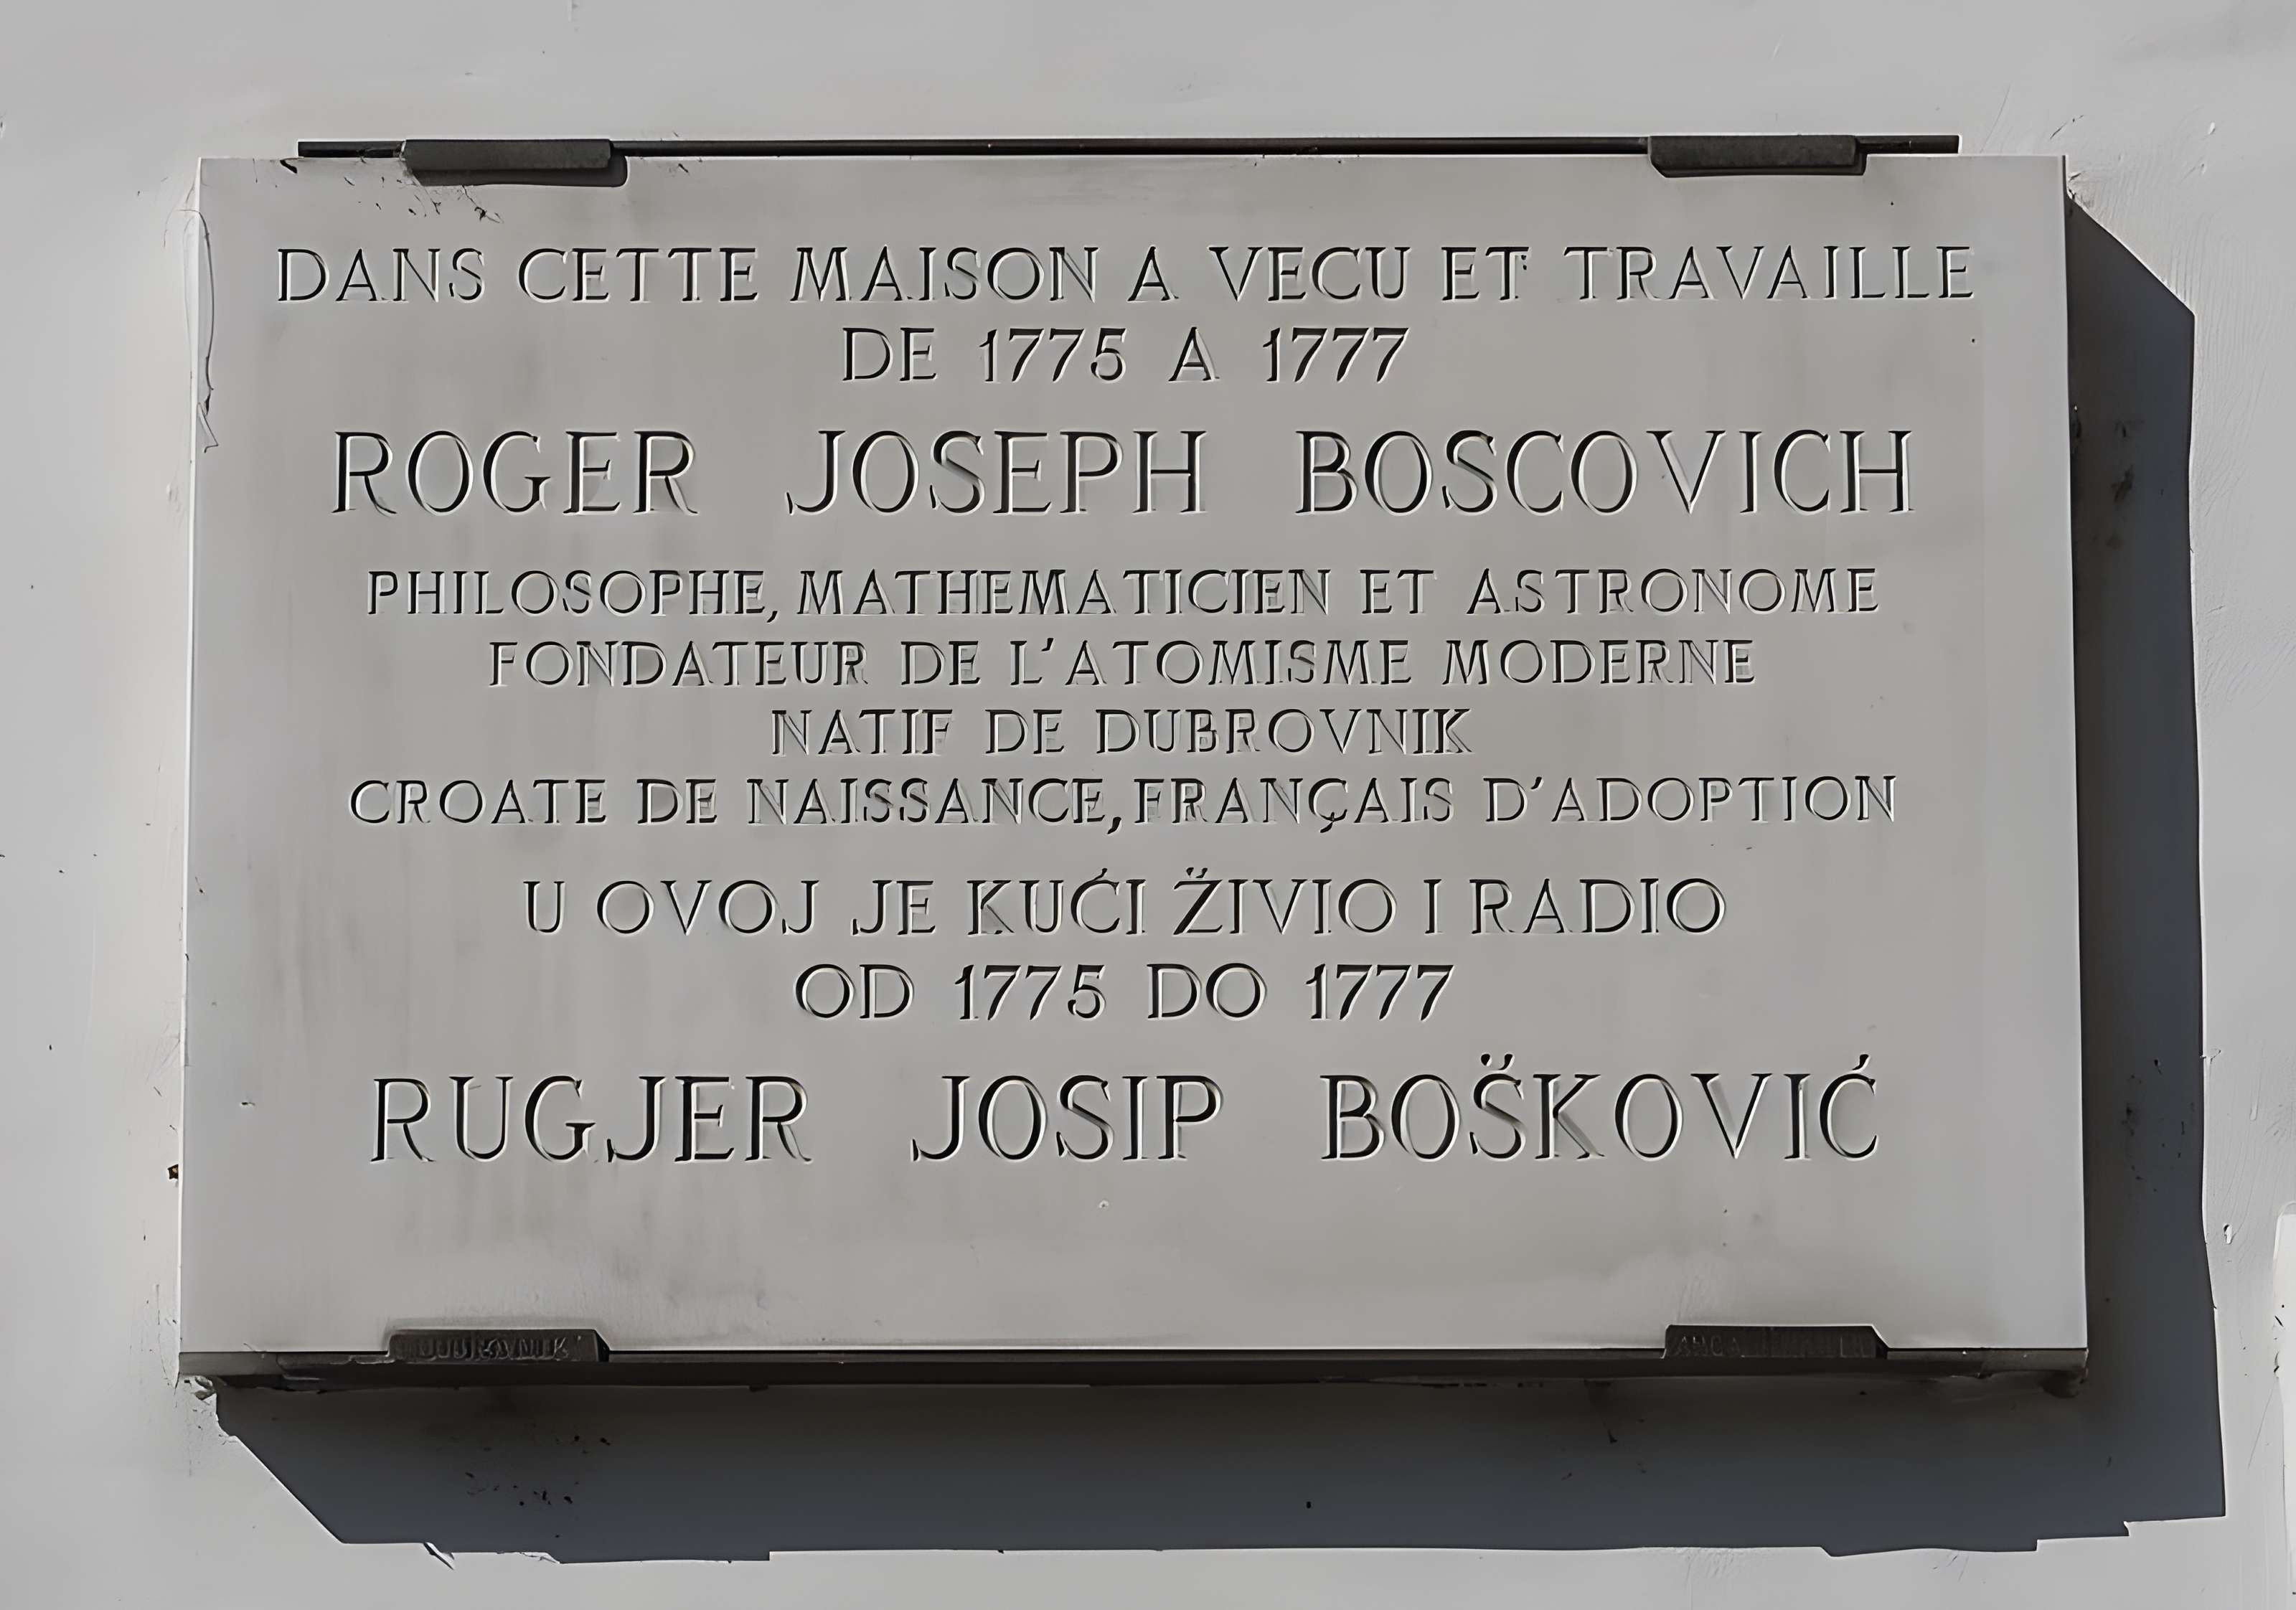 DANS CETTE MAISON A VECU ET TRAVAILLE
DE 1775 A 1777
ROGER JOSEPH BOSCOVICH
PHILOSOPHE, MATHEMATICIEN ET ASTRONOME
FONDATEUR DE L'ATOMISME MODERNE
NATIF DE DUBROVNIK
CROATE DE NAISSANCE, FRANÇAIS D'ADOPTION
U OVOJ JE KUĆI ŽIVIO I RADIO
OD 1775 DO 1777
RUGJER JOSIP BOŠKOVIĆ
DUBROVNIK